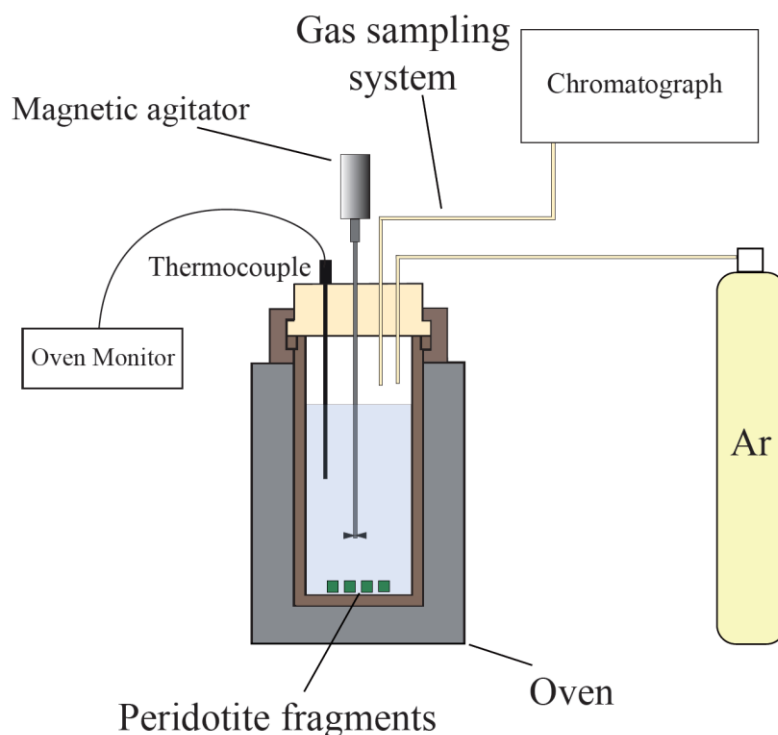 Gas sampling
system
Chromatograph
Magnetic agitator
Thermocouple
Oven Monitor
Ar
Oven
Peridotite fragments